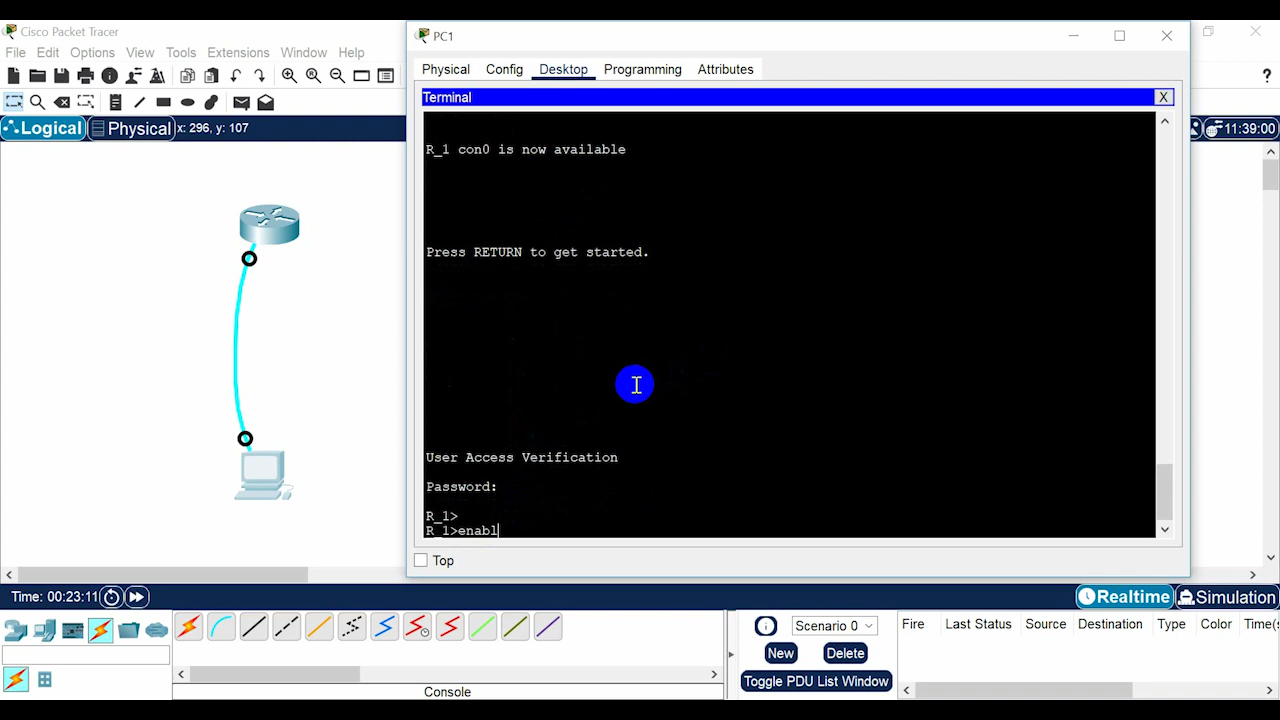 Cisco Packet Tracer
File Edit Options View Tools Extensions Window Help
?
Logical
Physical
x: 296, y: 107
11:39:00
PC1
Physical Config Desktop Programming Attributes
Terminal
X
R_1 con0 is now available
Press RETURN to get started.
User Access Verification
Password:
R_1>
R_1>enabl
Top
Time: 00:23:11
Realtime
Simulation
Console
Scenario 0
New
Delete
Toggle PDU List Window
Fire Last Status Source Destination Type Color Time(s